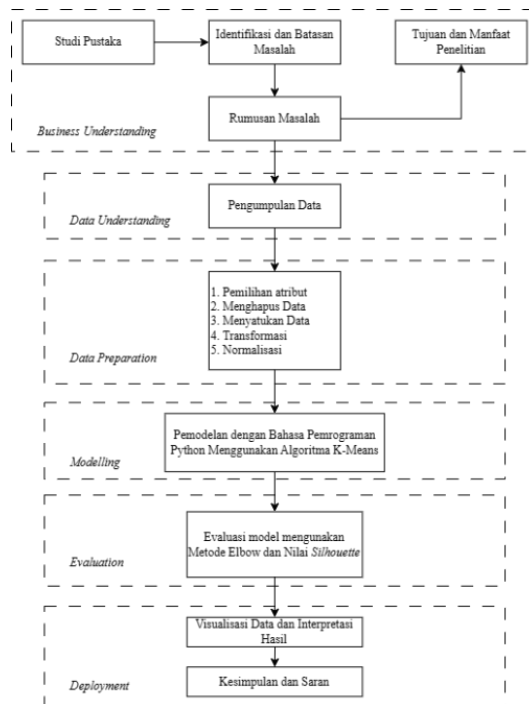 Studi Pustaka
Identifikasi dan Batasan
Masalah
Tujuan dan Manfaat
Penelitian
Rumusan Masalah
Business Understanding
Pengumpulan Data
Data Understanding
1. Pemilihan atribut
2. Menghapus Data
3. Menyatukan Data
4. Transformasi
5. Normalisasi
Data Preparation
Pemodelan dengan Bahasa Pemrograman
Python Menggunakan Algoritma K-Means
Modelling
Evaluasi model mengunakan
Metode Elbow dan Nilai Silhouette
Evaluation
Visualisasi Data dan Interpretasi
Hasil
Kesimpulan dan Saran
Deployment